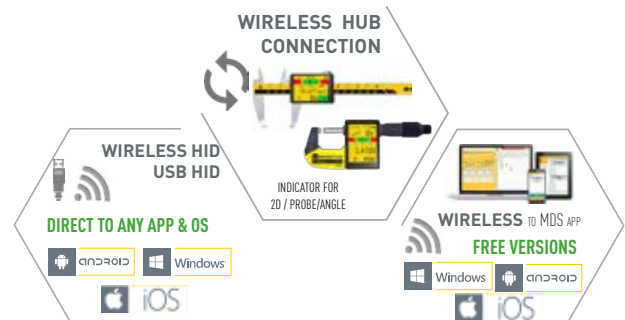 WIRELESS HUB
CONNECTION
INDICATOR FOR
2D / PROBE/ANGLE
WIRELESS HID
USB HID
DIRECT TO ANY APP & OS
ANDROID
Windows
iOS
WIRELESS TO MDS APP
FREE VERSIONS
Windows
ANDROID
iOS